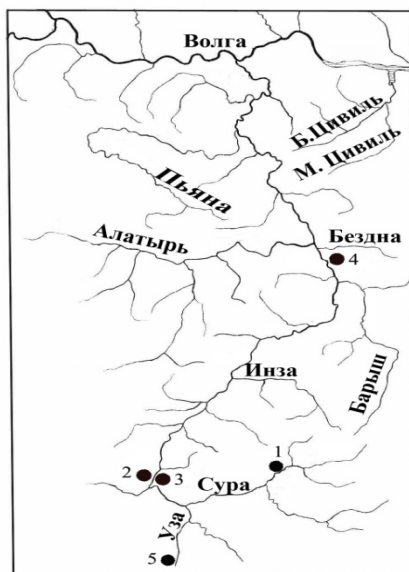 Волга
Б.Цивиль
М. Цивиль
Пьяна
Алатырь
Бездна
4
Инза
Барыш
1
2
3
Сура
Уза
5